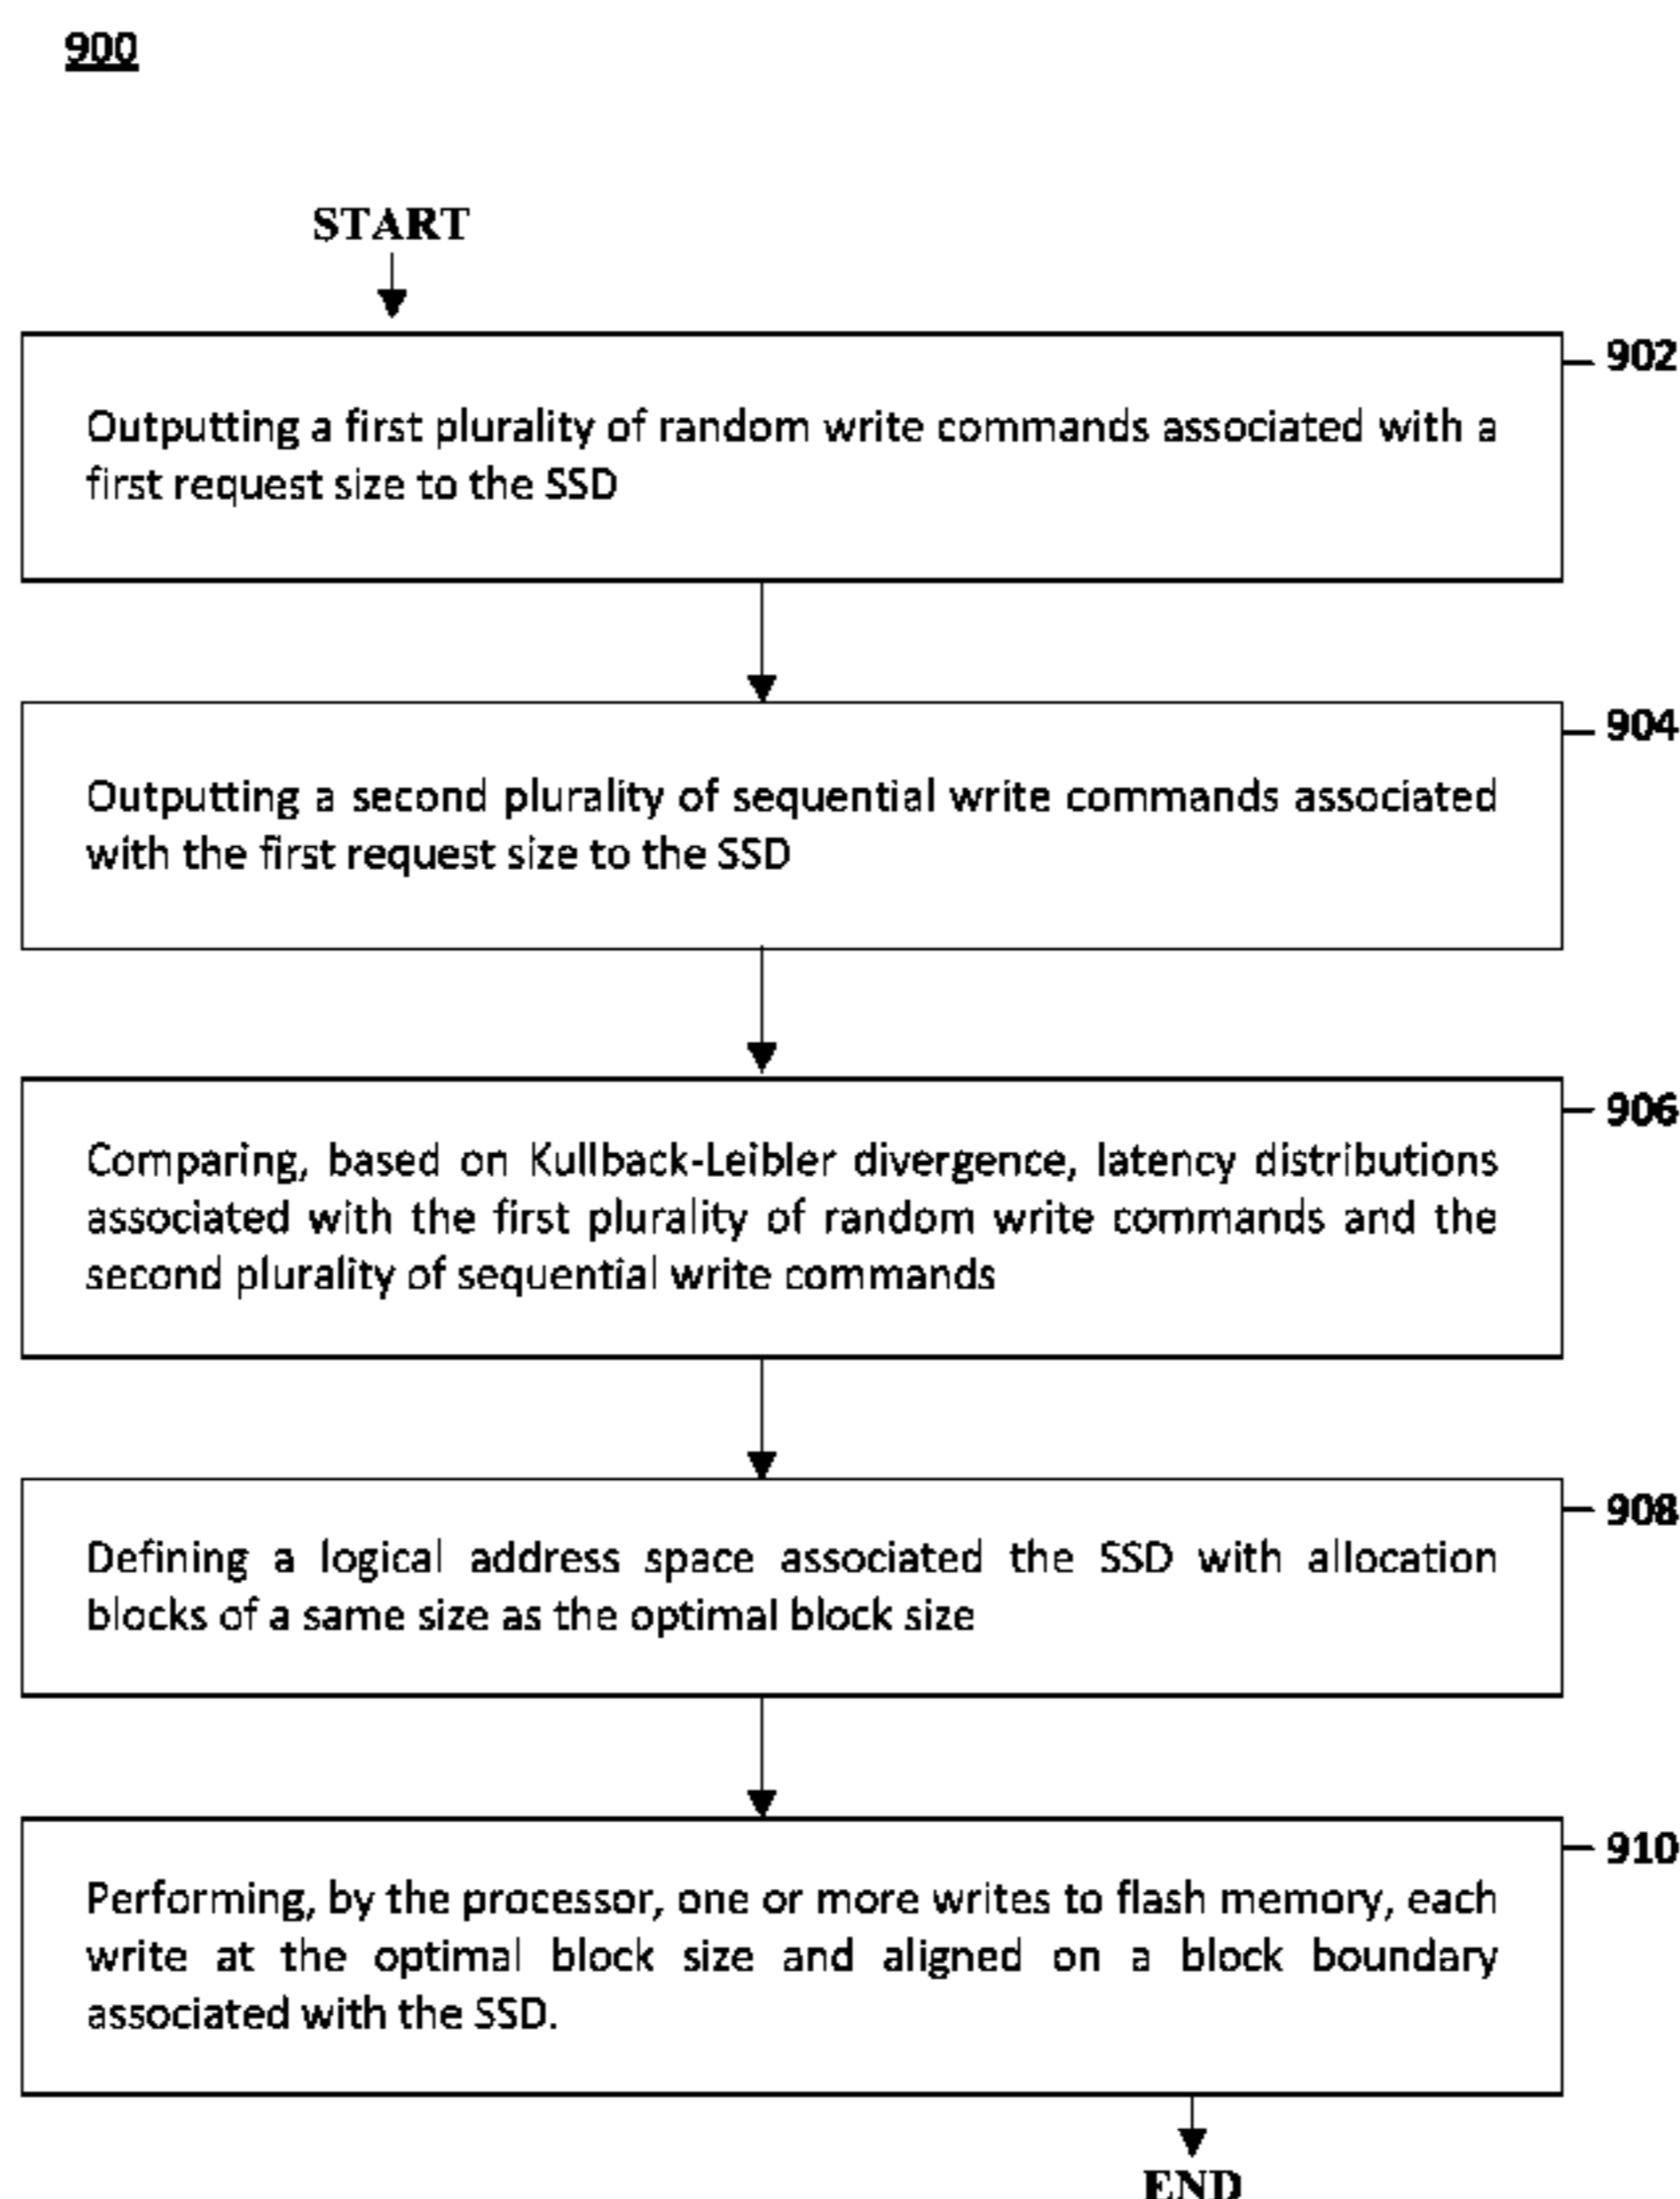 900
START
902
Outputting a first plurality of random write commands associated with a
first request size to the SSD
904
Outputting a second plurality of sequential write commands associated
with the first request size to the SSD
906
Comparing, based on Kullback-Leibler divergence, latency distributions
associated with the first plurality of random write commands and the
second plurality of sequential write commands
908
Defining a logical address space associated the SSD with allocation
blocks of a same size as the optimal block size
910
Performing, by the processor, one or more writes to flash memory, each
write at the optimal block size and aligned on a block boundary
associated with the SSD.
END